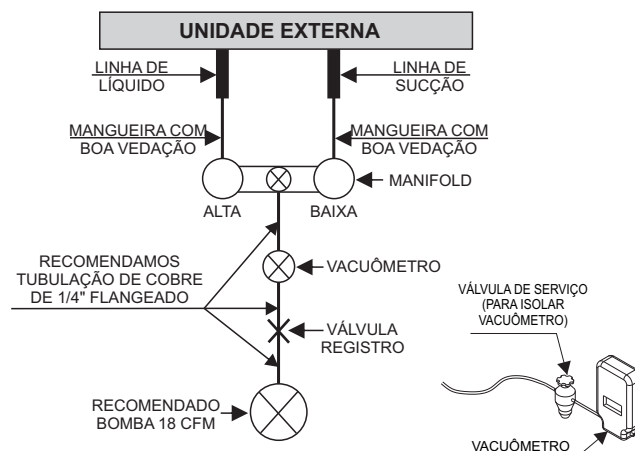 UNIDADE EXTERNA
LINHA DE
LÍQUIDO
LINHA DE
SUCÇÃO
MANGUEIRA COM
BOA VEDAÇÃO
MANGUEIRA COM
BOA VEDAÇÃO
MANIFOLD
ALTA
BAIXA
RECOMENDAMOS
TUBULAÇÃO DE COBRE
DE 1/4" FLANGEADO
VACUÔMETRO
VÁLVULA
REGISTRO
RECOMENDADO
BOMBA 18 CFM
VÁLVULA DE SERVIÇO
(PARA ISOLAR
VACUÔMETRO)
VACUÔMETRO